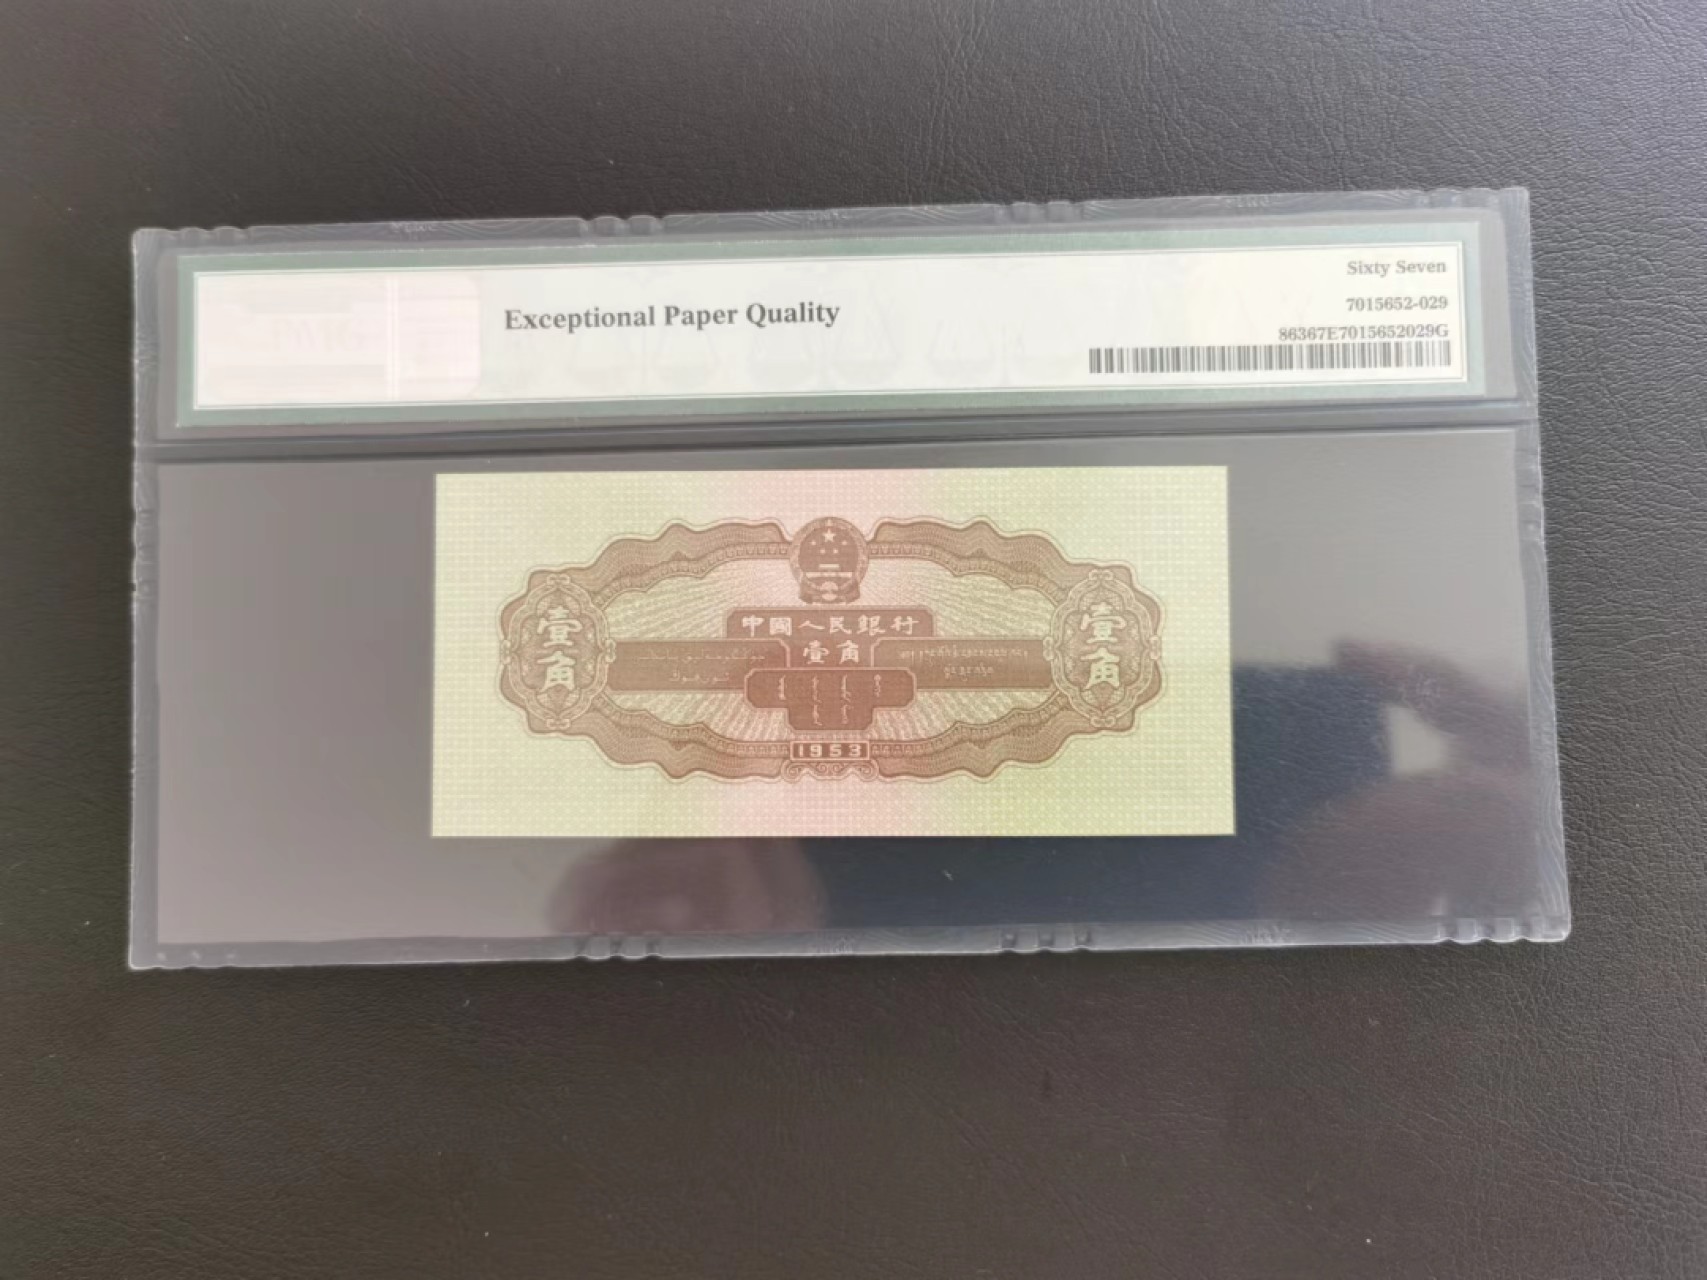 Sixty Seven
Exceptional Paper Quality
7015652-029
86367E7015652029G
中國人民銀行
壹角
壹角
壹角
1953